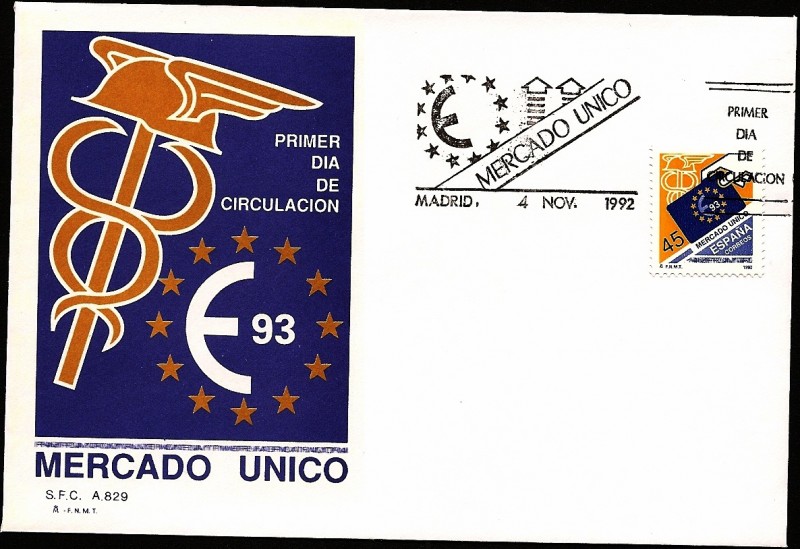 PRIMER
DIA
DE
CIRCULACION
E 93
MERCADO UNICO
S.F.C. A.829
- F.N.M.T.
E
MERCADO UNICO
MADRID, 4 NOV. 1992
PRIMER
DIA
DE
CIRCULACION
E 93
45
MERCADO UNICO
ESPAÑA
CORREOS
F.N.M.T. 1992